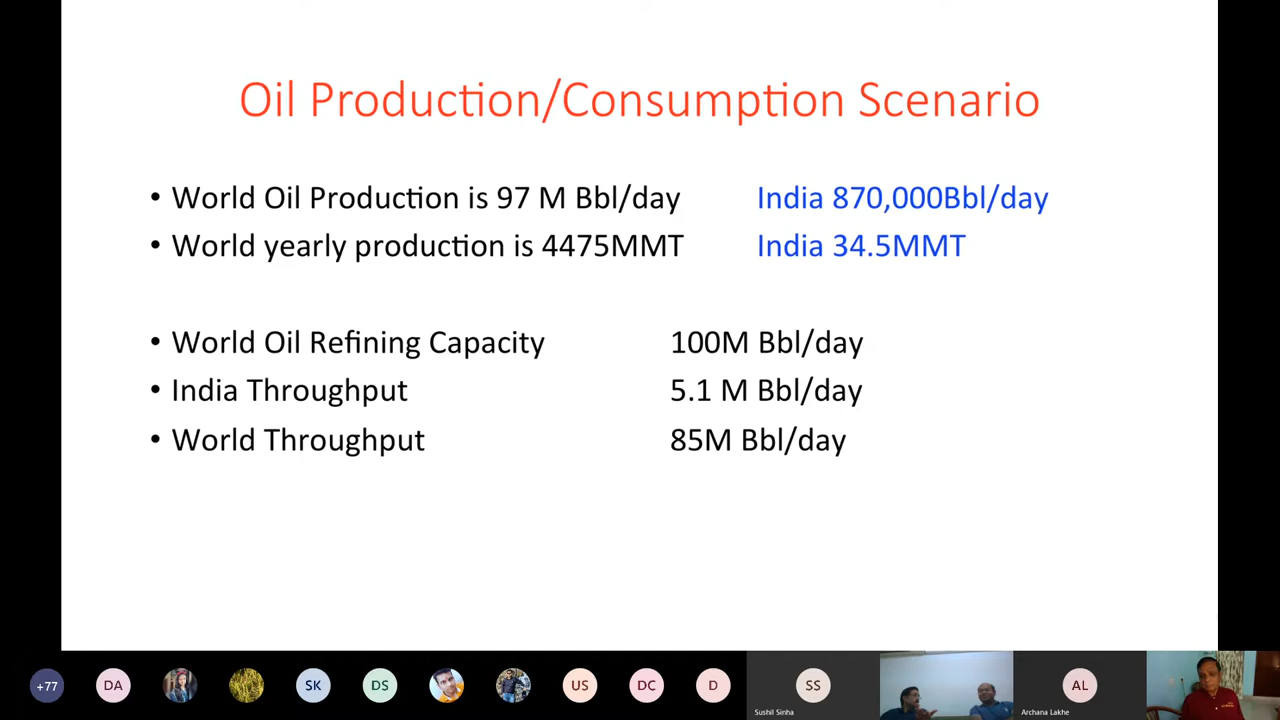 Oil Production/Consumption Scenario
• World Oil Production is 97 M Bbl/day India 870,000Bbl/day
• World yearly production is 4475MMT India 34.5MMT
• World Oil Refining Capacity 100M Bbl/day
• India Throughput 5.1 M Bbl/day
• World Throughput 85M Bbl/day
+77 DA SK DS US DC D SS AL
Sushil Sinha Archana Lakhe